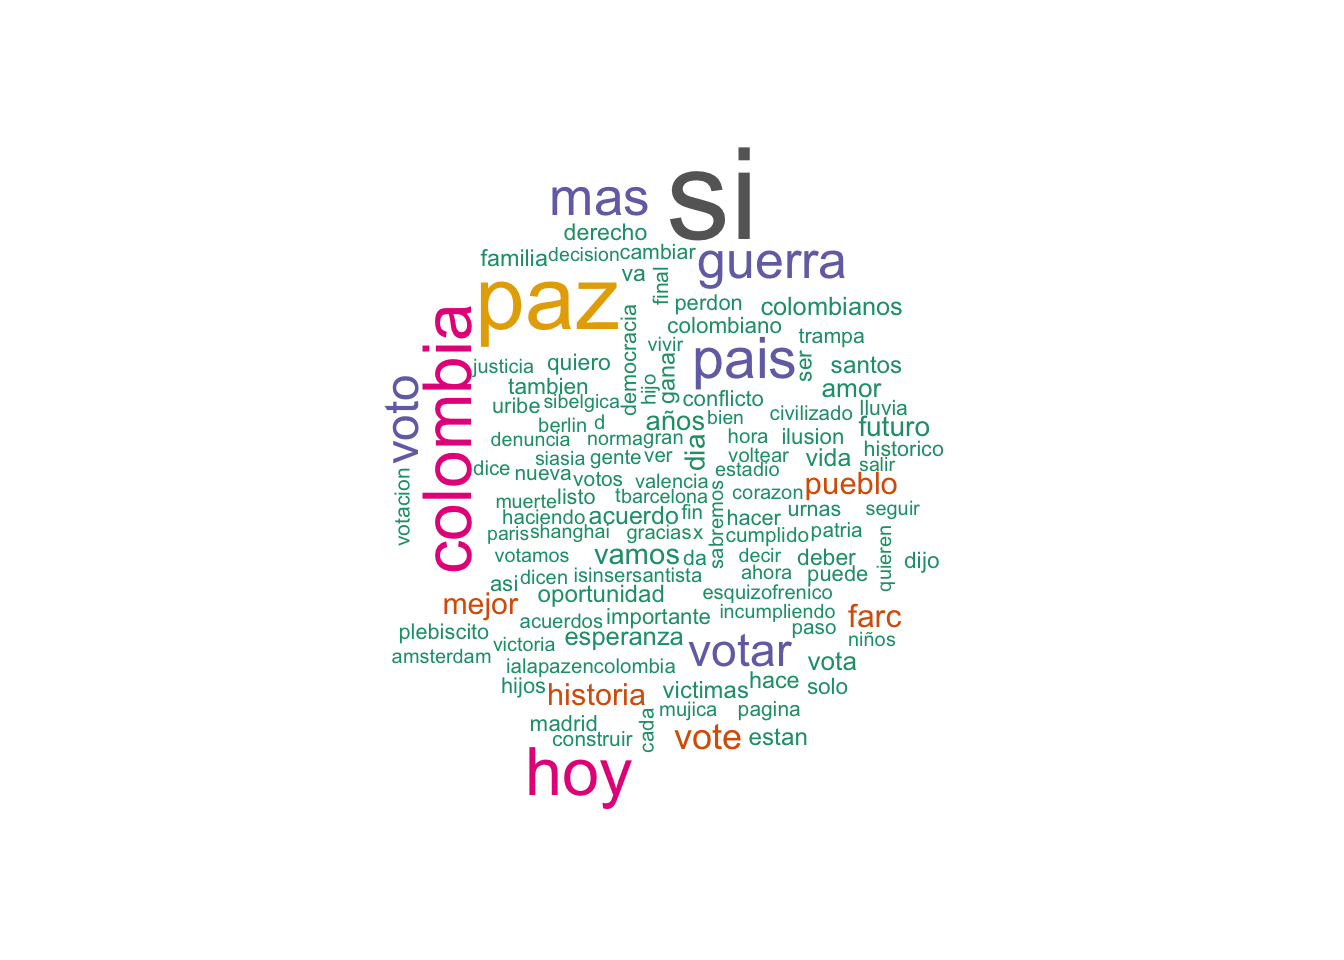 si
mas
derecho
familia
decision
cambiar
guerra
va
final
paz
perdon
colombianos
colombia
democracia
colombiano
trampa
vivir
pais
ser
justicia
quiero
gana
santos
tambien
hijo
conflicto
amor
voto
uribe
sibelgica
años
bien
civilizado
lluvia
berlin
d
futuro
denuncia
norma
gran
dia
hora
ilusion
historico
siasia
gente
ver
voltear
vida
salir
dice
nueva
votos
valencia
estadio
pueblo
votacion
muerte
listo
tbarcelona
corazon
haciendo
acuerdo
fin
sabremos
hacer
urnas
seguir
paris
shanghai
gracias
x
cumplido
patria
votamos
vamos
da
decir
deber
quieren
dijo
asi
dicen
isinsersantista
ahora
puede
oportunidad
esquizofrenico
mejor
acuerdos
importante
incumpliendo
farc
plebiscito
victoria
esperanza
votar
paso
niños
amsterdam
ialapazencolombia
vota
hijos
historia
victimas
hace
solo
madrid
mujica
pagina
construir
cada
vote
estan
hoy